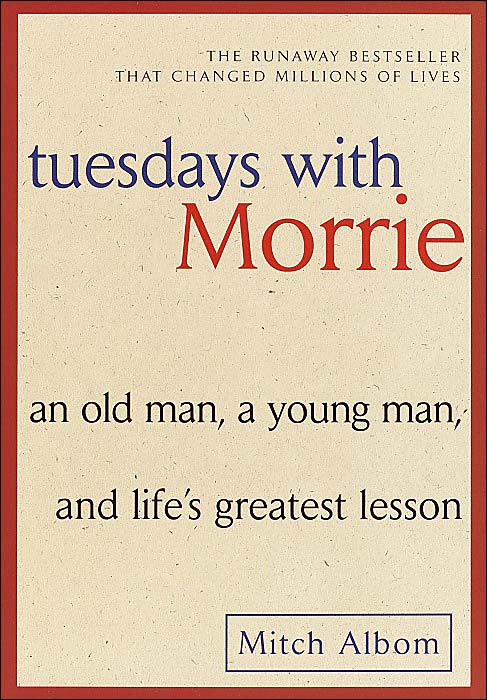 THE RUNAWAY BESTSELLER
THAT CHANGED MILLIONS OF LIVES
tuesdays with
Morrie
an old man, a young man,
and life's greatest lesson
Mitch Albom